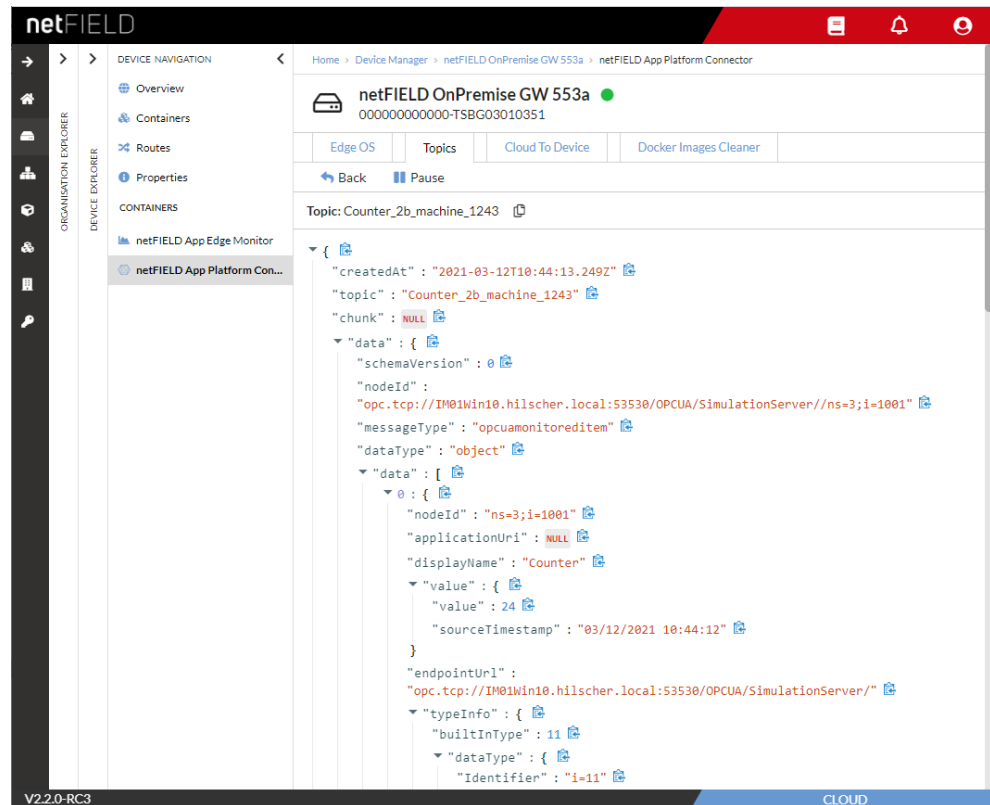 netFIELD
DEVICE NAVIGATION
Overview
Containers
Routes
Properties
CONTAINERS
netFIELD App Edge Monitor
netFIELD App Platform Con...
ORGANISATION EXPLORER
DEVICE EXPLORER
Home > Device Manager > netFIELD OnPremise GW 553a > netFIELD App Platform Connector
netFIELD OnPremise GW 553a
000000000000-TSBG03010351
Edge OS Topics Cloud To Device Docker Images Cleaner
Back Pause
Topic: Counter_2b_machine_1243
{
"createdAt" : "2021-03-12T10:44:13.249Z"
"topic" : "Counter_2b_machine_1243"
"chunk" : NULL
"data" : {
"schemaVersion" : 0
"nodeId" :
"opc.tcp://IM01Win10.hilscher.local:53530/OPCUA/SimulationServer//ns=3;i=1001"
"messageType" : "opcuamonitoreditem"
"dataType" : "object"
"data" : [
0 : {
"nodeId" : "ns=3;i=1001"
"applicationUri" : NULL
"displayName" : "Counter"
"value" : {
"value" : 24
"sourceTimestamp" : "03/12/2021 10:44:12"
}
"endpointUrl" :
"opc.tcp://IM01Win10.hilscher.local:53530/OPCUA/SimulationServer/"
"typeInfo" : {
"builtInType" : 11
"dataType" : {
"Identifier" : "i=11"
V2.2.0-RC3
CLOUD